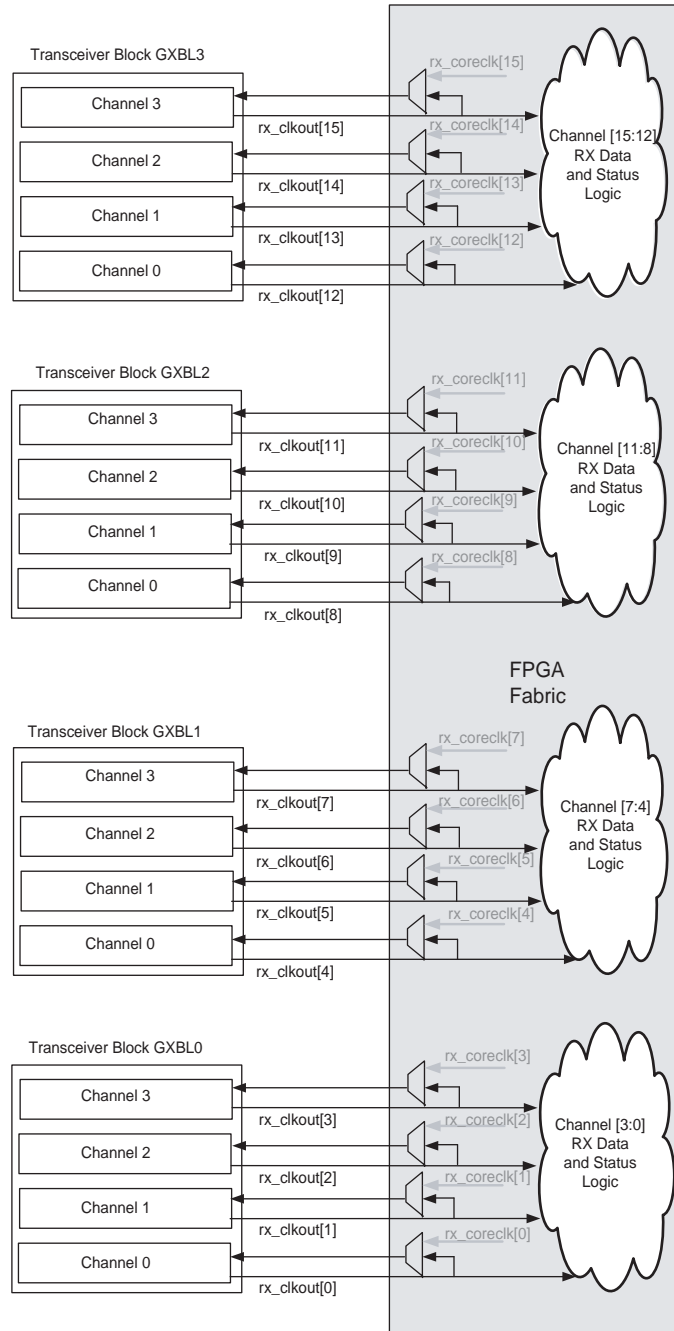 Transceiver Block GXBL3
rx_coreclk[15]
Channel 3
rx_clkout[15]
rx_coreclk[14]
Channel 2
rx_clkout[14]
rx_coreclk[13]
Channel 1
rx_clkout[13]
rx_coreclk[12]
Channel 0
rx_clkout[12]
Channel [15:12]
RX Data
and Status
Logic
Transceiver Block GXBL2
rx_coreclk[11]
Channel 3
rx_clkout[11]
rx_coreclk[10]
Channel 2
rx_clkout[10]
rx_coreclk[9]
Channel 1
rx_clkout[9]
rx_coreclk[8]
Channel 0
rx_clkout[8]
Channel [11:8]
RX Data
and Status
Logic
FPGA
Fabric
Transceiver Block GXBL1
rx_coreclk[7]
Channel 3
rx_clkout[7]
rx_coreclk[6]
Channel 2
rx_clkout[6]
rx_coreclk[5]
Channel 1
rx_clkout[5]
rx_coreclk[4]
Channel 0
rx_clkout[4]
Channel [7:4]
RX Data
and Status
Logic
Transceiver Block GXBL0
rx_coreclk[3]
Channel 3
rx_clkout[3]
rx_coreclk[2]
Channel 2
rx_clkout[2]
rx_coreclk[1]
Channel 1
rx_clkout[1]
rx_coreclk[0]
Channel 0
rx_clkout[0]
Channel [3:0]
RX Data
and Status
Logic